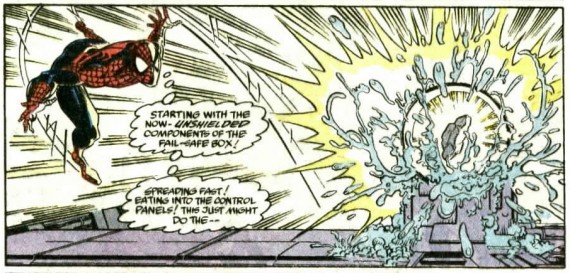 STARTING WITH THE
NOW-UNSHIELDED
COMPONENTS OF THE
FAIL-SAFE BOX!
SPREADING FAST!
EATING INTO THE CONTROL
PANELS! THIS JUST MIGHT
DO THE--